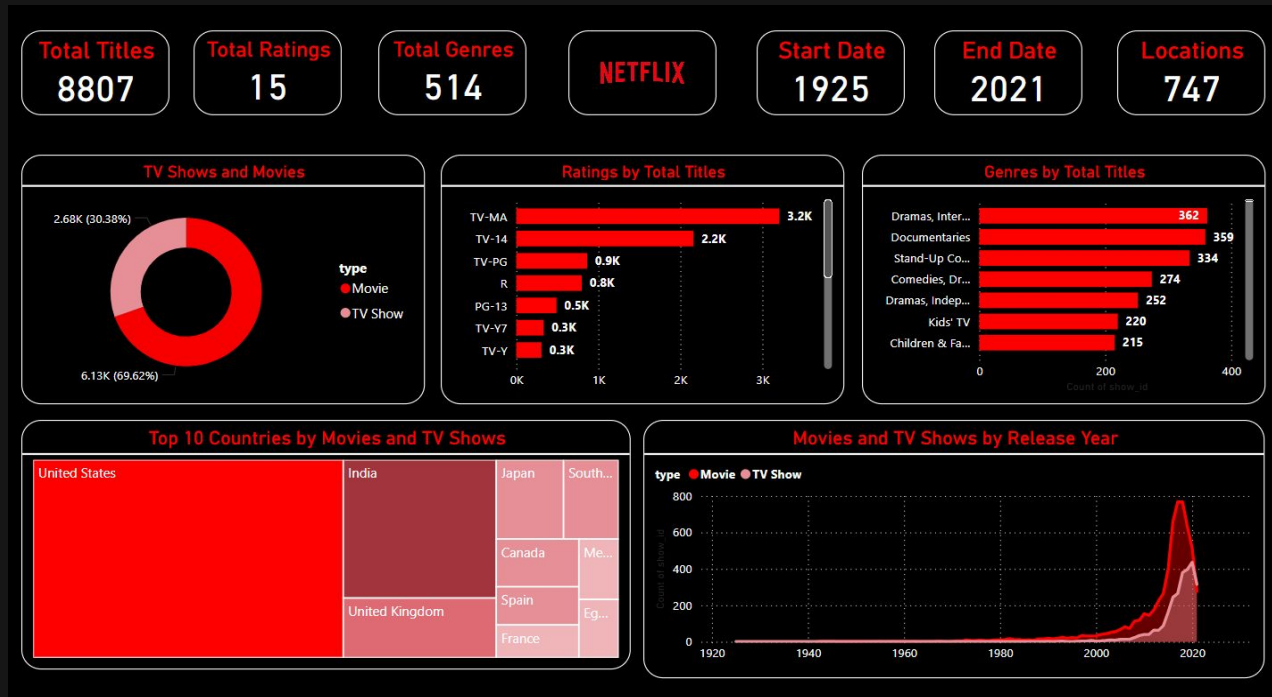 Total Titles
8807
Total Ratings
15
Total Genres
514
NETFLIX
Start Date
1925
End Date
2021
Locations
747
TV Shows and Movies
2.68K (30.38%)
6.13K (69.62%)
type
Movie
TV Show
Ratings by Total Titles
TV-MA 3.2K
TV-14 2.2K
TV-PG 0.9K
R 0.8K
PG-13 0.5K
TV-Y7 0.3K
TV-Y 0.3K
0K 1K 2K 3K
Genres by Total Titles
Dramas, Inter... 362
Documentaries 359
Stand-Up Co... 334
Comedies, Dr... 274
Dramas, Indep... 252
Kids' TV 220
Children & Fa... 215
0 200 400
Count of show_id
Top 10 Countries by Movies and TV Shows
United States
India
United Kingdom
Japan
South...
Canada
Me...
Spain
Eg...
France
Movies and TV Shows by Release Year
type Movie TV Show
Count of show_id
800
600
400
200
0
1920 1940 1960 1980 2000 2020